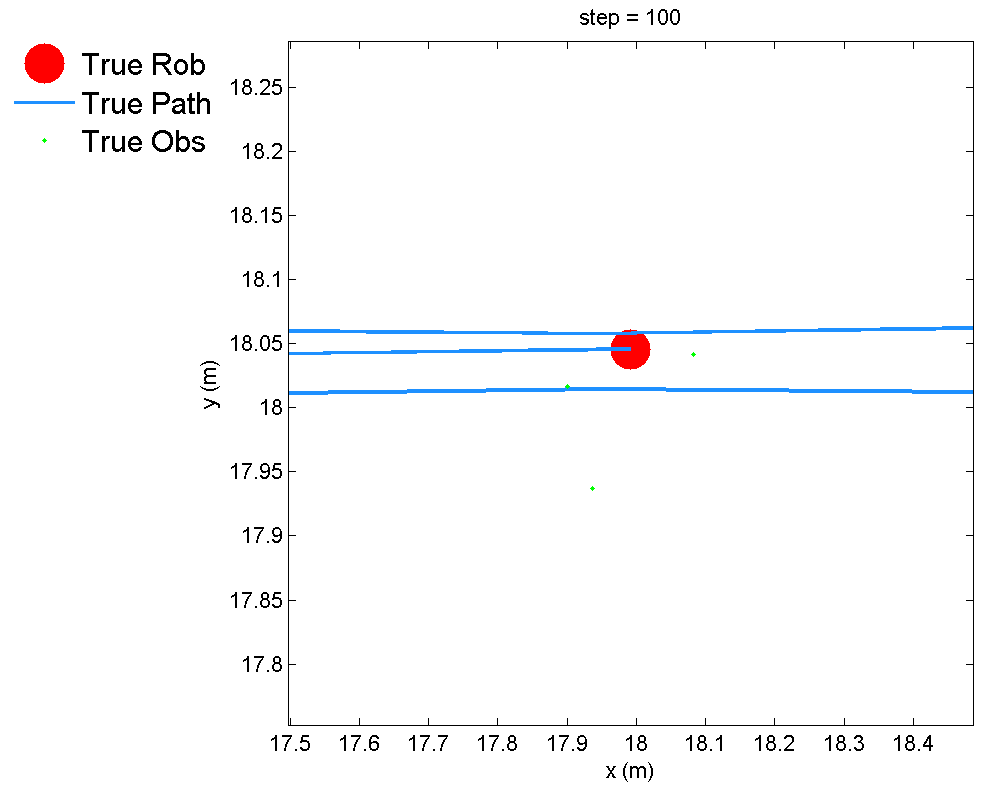 step = 100
True Rob
True Path
True Obs
18.25
18.2
18.15
18.1
18.05
18
17.95
17.9
17.85
17.8
y (m)
17.5 17.6 17.7 17.8 17.9 18 18.1 18.2 18.3 18.4
x (m)